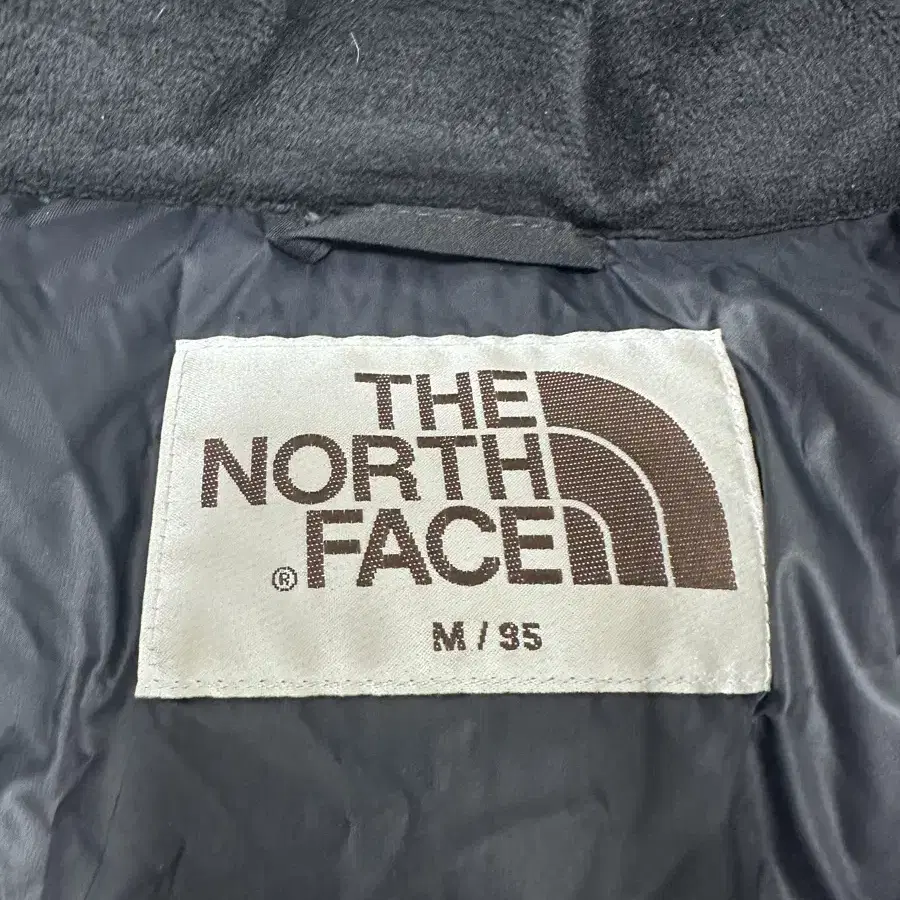 THE
NORTH
FACE
®
M / 95